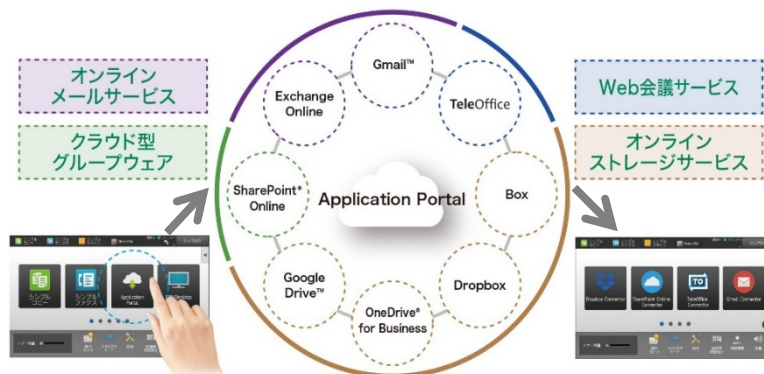 オンライン
メールサービス
クラウド型
グループウェア
Gmail™
Exchange
Online
TeleOffice
SharePoint®
Online
Application Portal
Box
Google
Drive™
Dropbox
OneDrive®
for Business
Web会議サービス
オンライン
ストレージサービス
シンプル
コピー
シンプル
ファクス
Application
Portal
Dropbox Connector
SharePoint Online
Connector
TO
TeleOffice
Connector
Gmail Connector